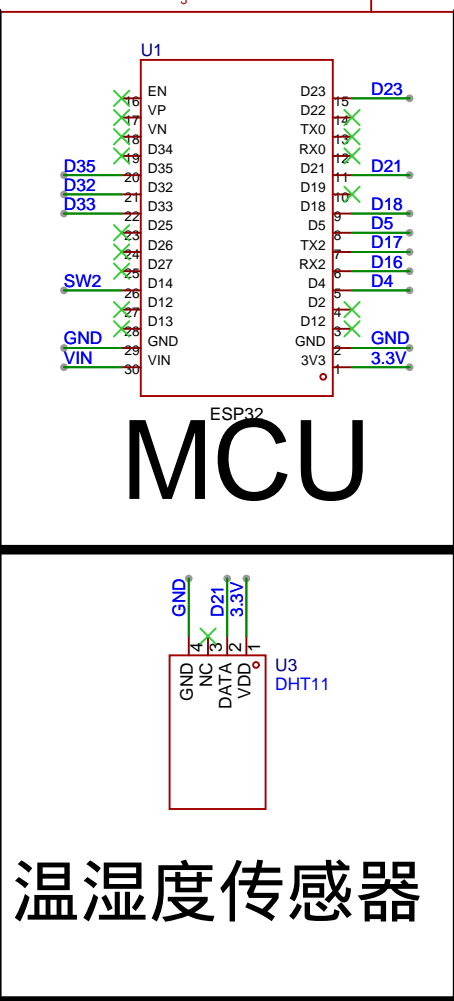 3
U1
EN
16
VP
17
VN
18
D34
19
D35 20 D35
D32 21 D32
D33 22 D33
D25
23
D26
24
D27
25
SW2 26 D14
D12
27
D13
28
GND 29 GND
VIN 30 VIN
D23 15 D23
D22 14
TX0 13
RX0 12
D21 11 D21
D19 10
D18 9 D18
D5 8 D5
TX2 7 D17
RX2 6 D16
D4 5 D4
D2 4
D12 3
GND 2 GND
3V3 1 3.3V
ESP32
MCU
GND D21 3.3V
4 3 2 1
GND NC DATA VDD
U3
DHT11
温湿度传感器